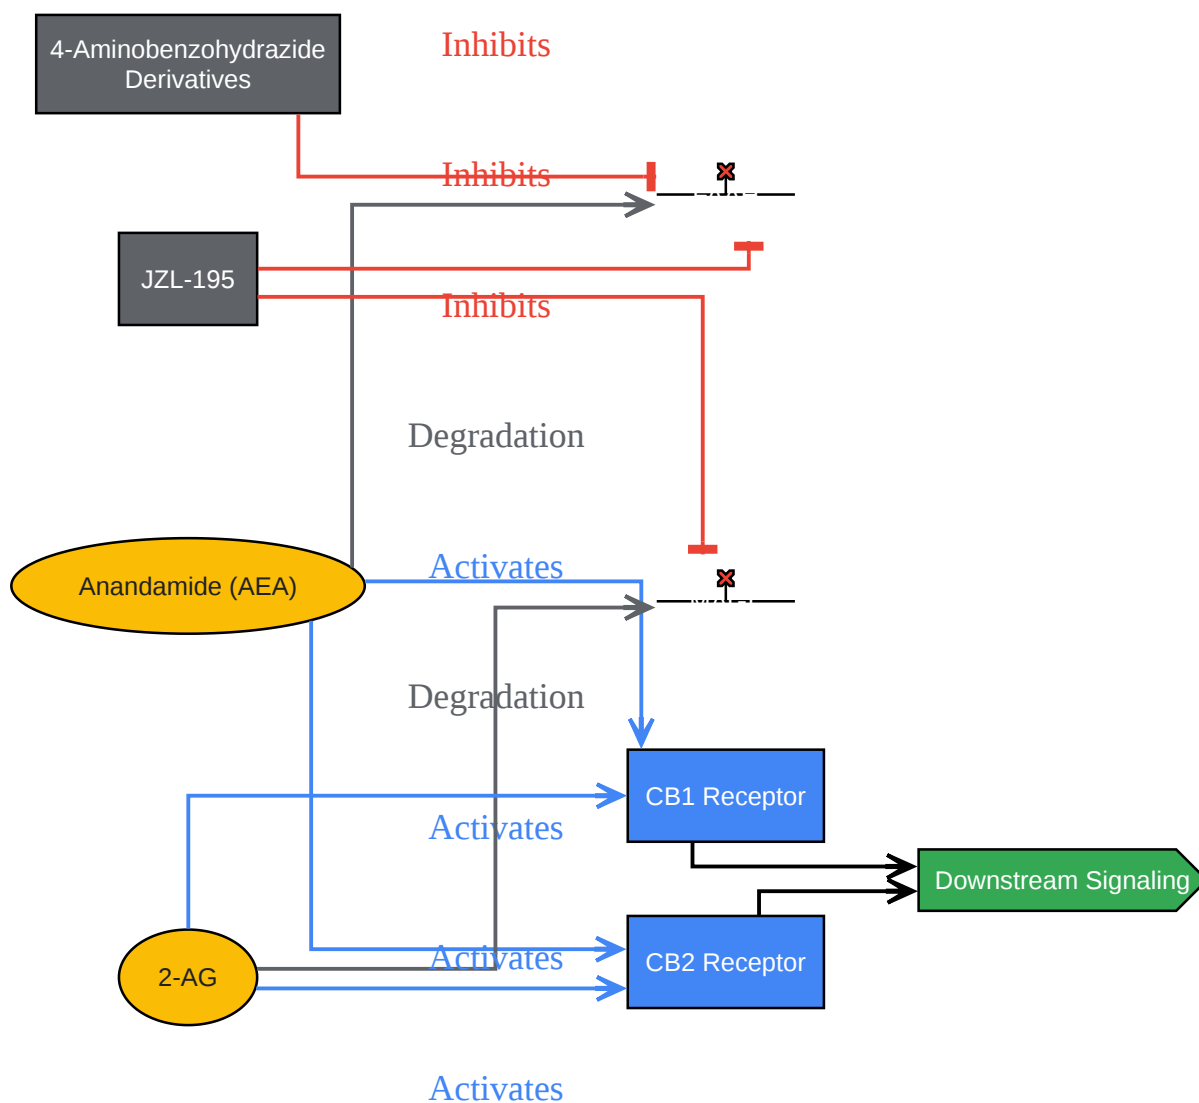 4-Aminobenzohydrazide
Derivatives
Inhibits
Inhibits
JZL-195
Inhibits
Degradation
Anandamide (AEA)
Activates
Degradation
CB1 Receptor
Activates
Downstream Signaling
2-AG
Activates
CB2 Receptor
Activates